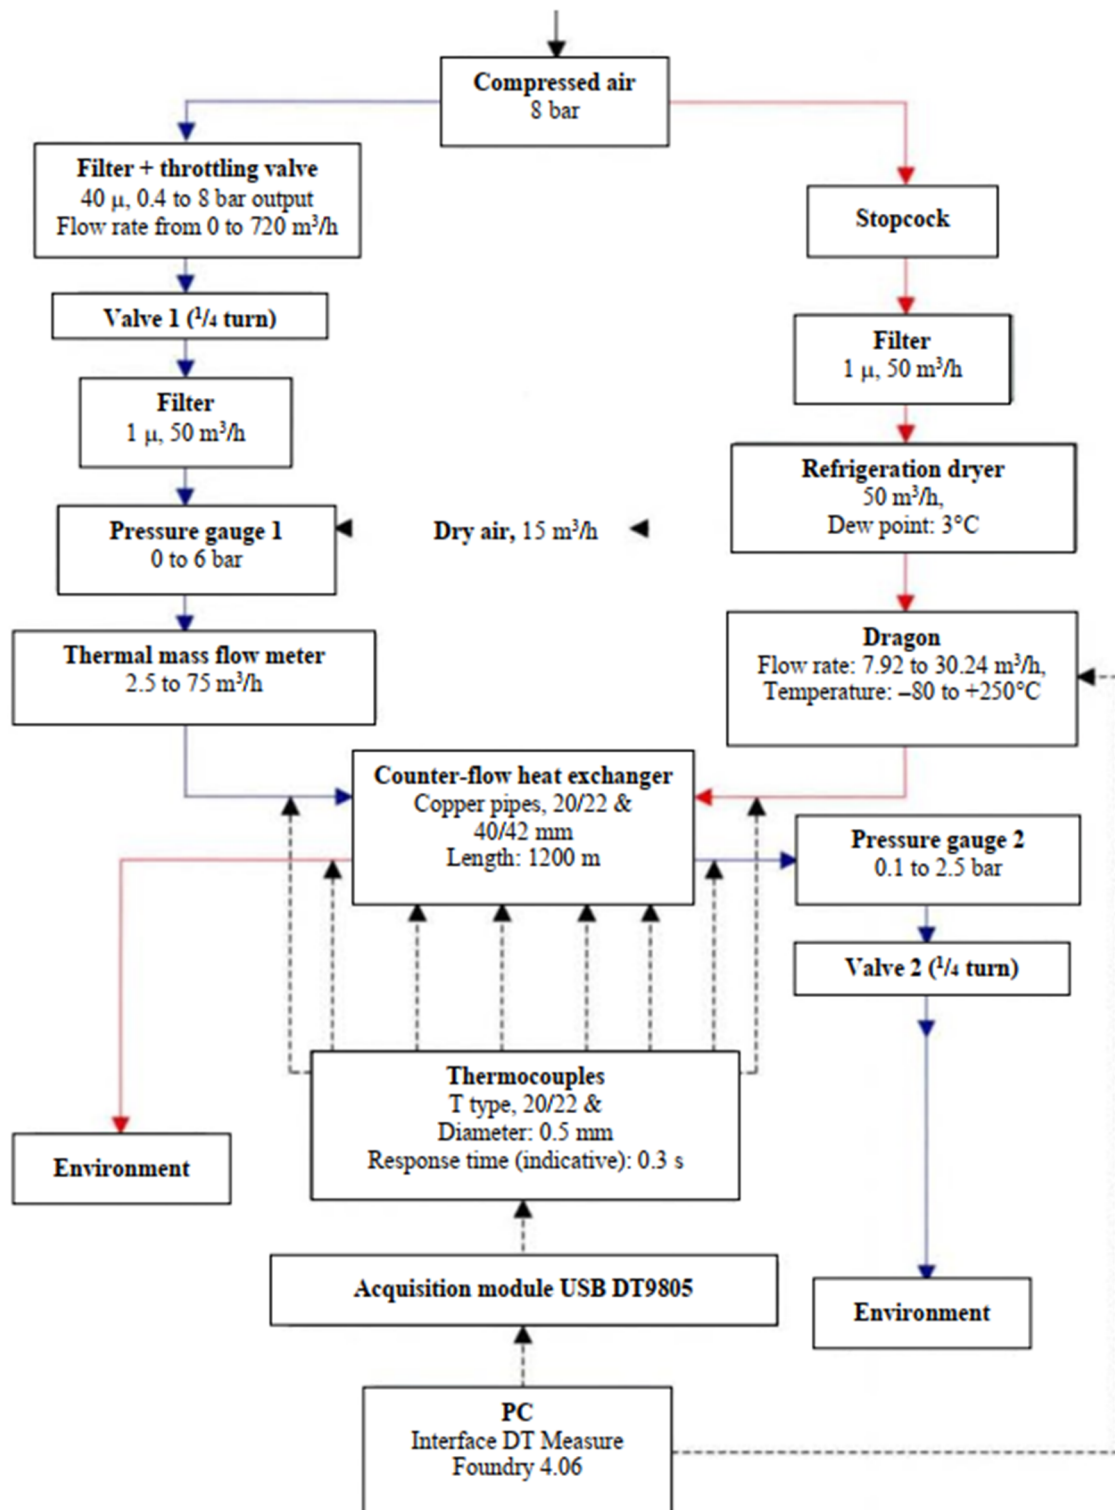 Compressed air
8 bar
Filter + throttling valve
40 μ, 0.4 to 8 bar output
Flow rate from 0 to 720 m³/h
Stopcock
Valve 1 (¹/₄ turn)
Filter
1 μ, 50 m³/h
Filter
1 μ, 50 m³/h
Refrigeration dryer
50 m³/h,
Dew point: 3°C
Pressure gauge 1
0 to 6 bar
Dry air, 15 m³/h
Thermal mass flow meter
2.5 to 75 m³/h
Dragon
Flow rate: 7.92 to 30.24 m³/h,
Temperature: –80 to +250°C
Counter-flow heat exchanger
Copper pipes, 20/22 &
40/42 mm
Length: 1200 m
Pressure gauge 2
0.1 to 2.5 bar
Valve 2 (¹/₄ turn)
Thermocouples
T type, 20/22 &
Diameter: 0.5 mm
Response time (indicative): 0.3 s
Environment
Acquisition module USB DT9805
Environment
PC
Interface DT Measure
Foundry 4.06